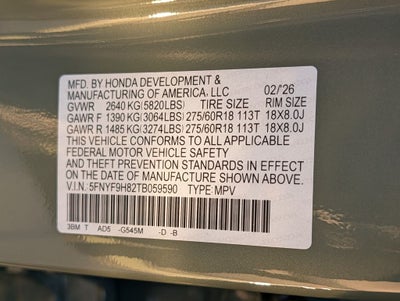 MFD. BY HONDA DEVELOPMENT &
MANUFACTURING OF AMERICA, LLC 02/'26
GVWR 2640 KG(5820LBS) TIRE SIZE RIM SIZE
GAWR F 1390 KG(3064LBS) 275/60R18 113T 18X8.0J
GAWR R 1485 KG(3274LBS) 275/60R18 113T 18X8.0J
THIS VEHICLE CONFORMS TO ALL APPLICABLE
FEDERAL MOTOR VEHICLE SAFETY
AND THEFT PREVENTION STANDARDS IN EFFECT
ON THE DATE OF MANUFACTURE SHOWN ABOVE.
V.I.N. 5FNYF9H82TB059590 TYPE: MPV
3BM T AD5 -G545M -D -B